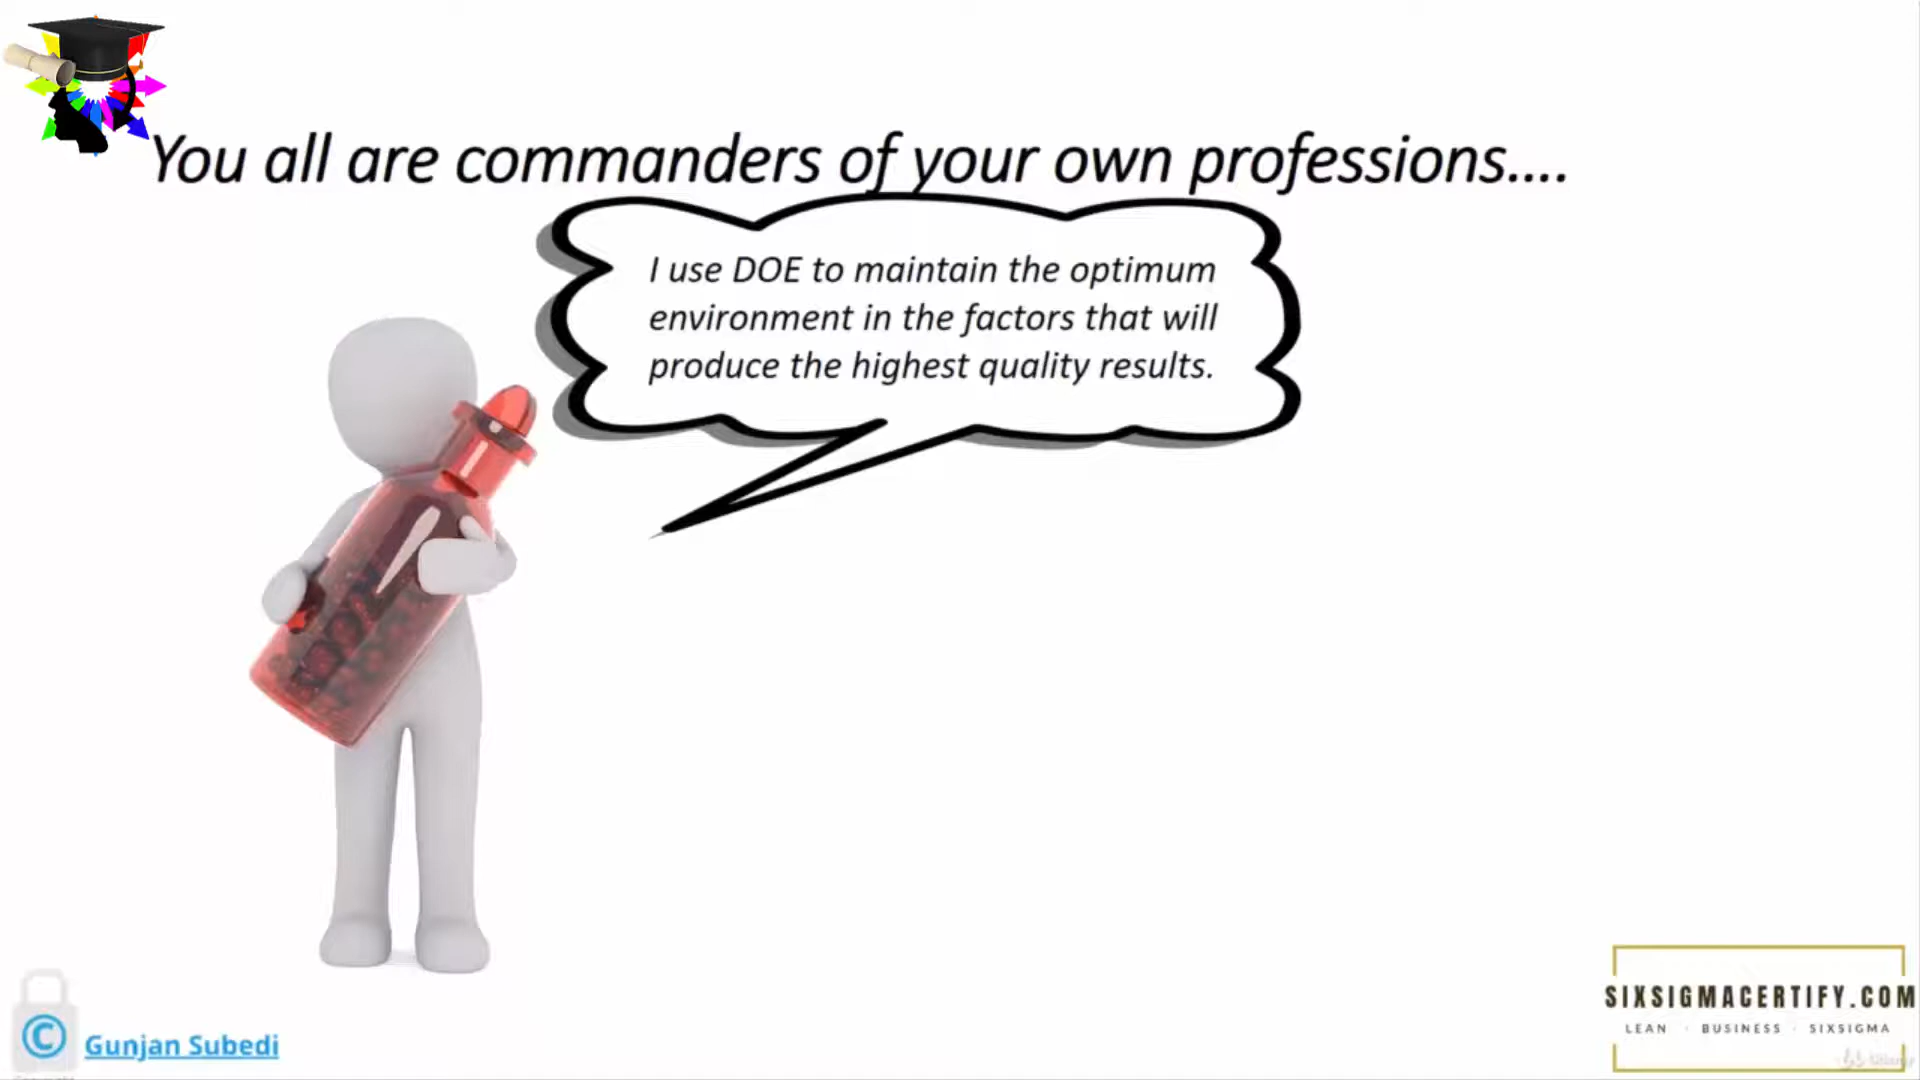 You all are commanders of your own professions....
I use DOE to maintain the optimum
environment in the factors that will
produce the highest quality results.
© Gunjan Subedi
SIXSIGMACERTIFY.COM
LEAN · BUSINESS · SIXSIGMA